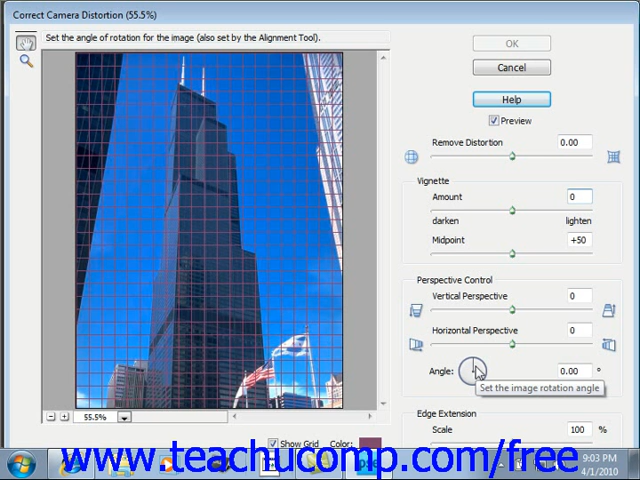 Correct Camera Distortion (55.5%)
Set the angle of rotation for the image (also set by the Alignment Tool).
OK
Cancel
Help
Preview
Remove Distortion 0.00
Vignette
Amount 0
darken lighten
Midpoint +50
Perspective Control
Vertical Perspective 0
Horizontal Perspective 0
Angle: 0.00 °
Set the image rotation angle
Edge Extension
Scale 100 %
55.5%
Show Grid Color:
www.teachucomp.com/free
9:03 PM
4/1/2010